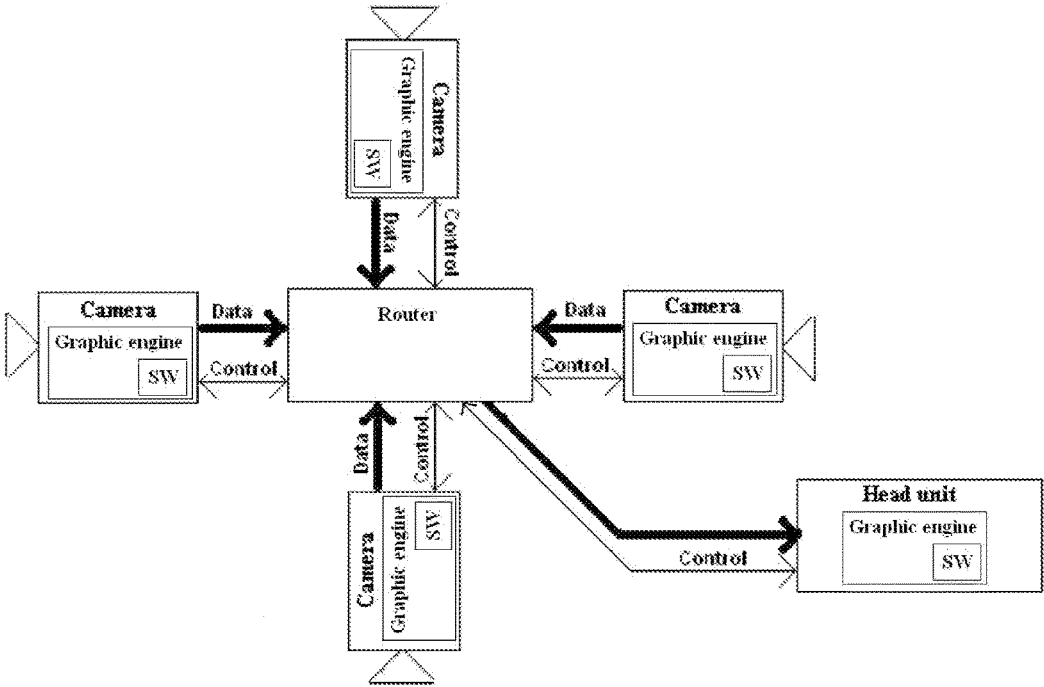 Camera
Graphic engine
SW
Data
Control
Camera
Graphic engine
SW
Data
Control
Router
Data
Control
Camera
Graphic engine
SW
Data
Control
Camera
Graphic engine
SW
Head unit
Graphic engine
SW
Control